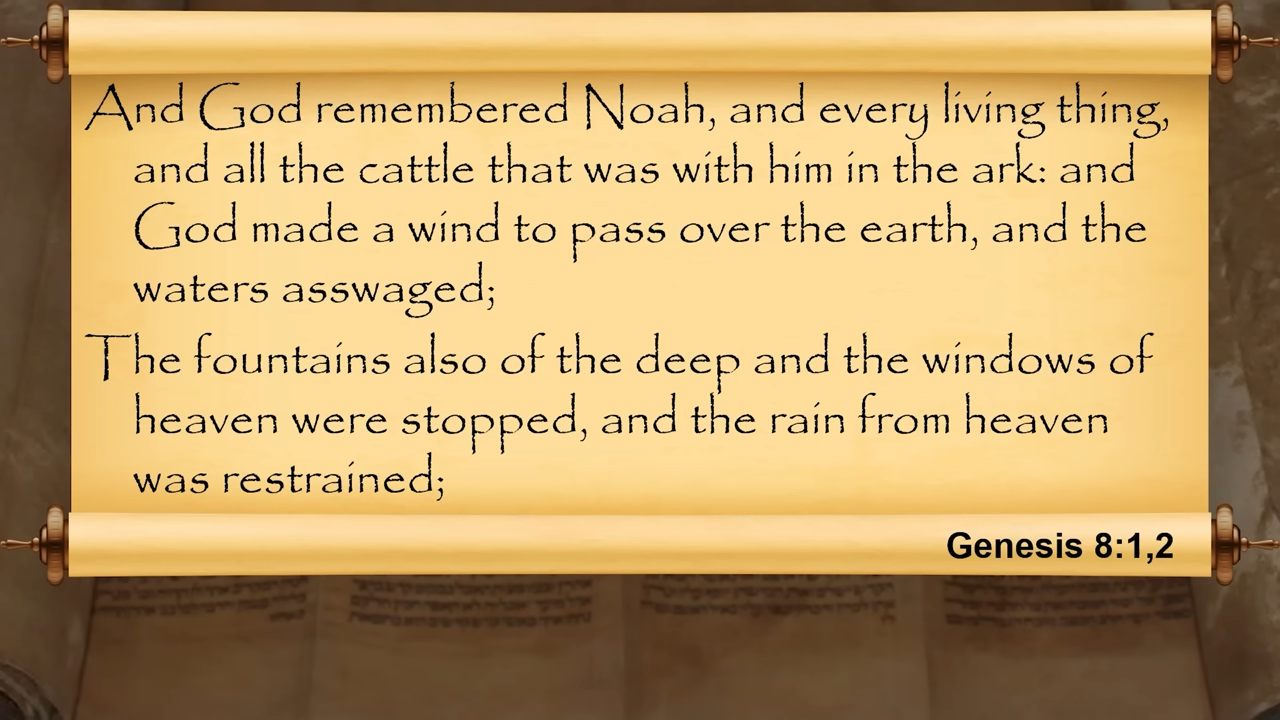 And God remembered Noah, and every living thing,
and all the cattle that was with him in the ark: and
God made a wind to pass over the earth, and the
waters asswaged;
The fountains also of the deep and the windows of
heaven were stopped, and the rain from heaven
was restrained;
Genesis 8:1,2